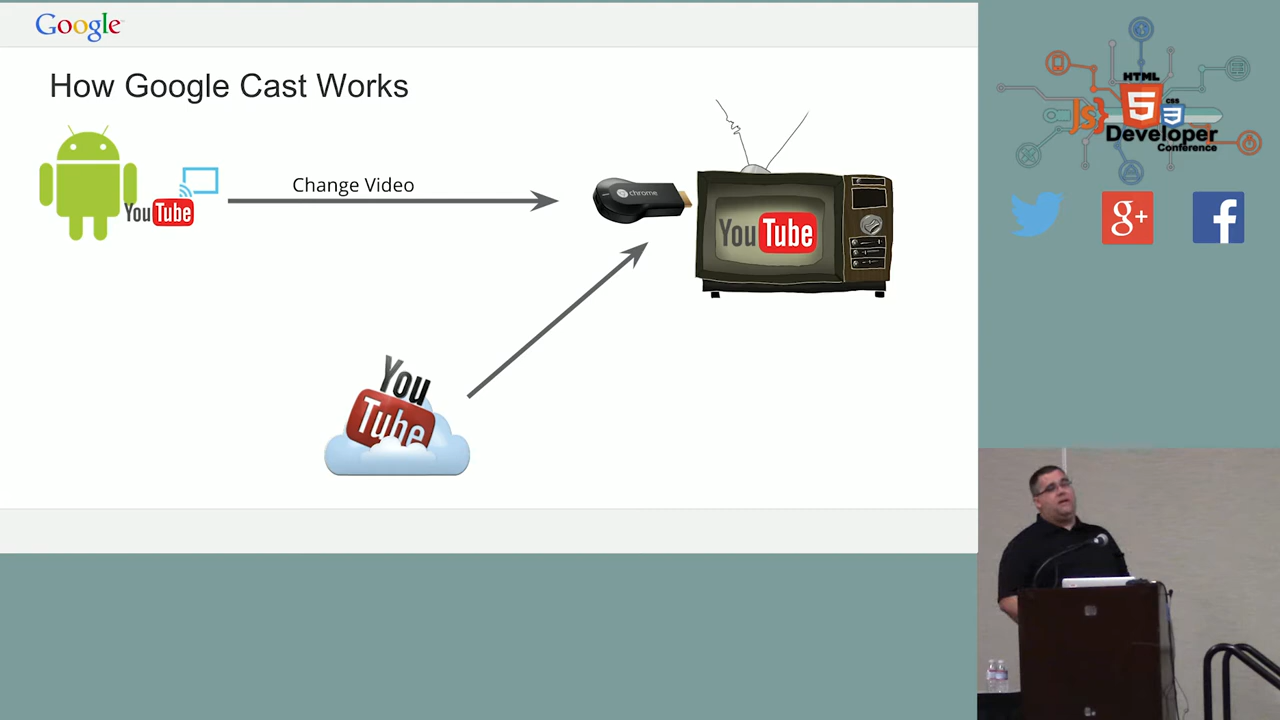 Google
How Google Cast Works
YouTube
Change Video
chrome
YouTube
You
Tube
HTML
5
CSS
3
JS}
Developer
Conference
g+
f